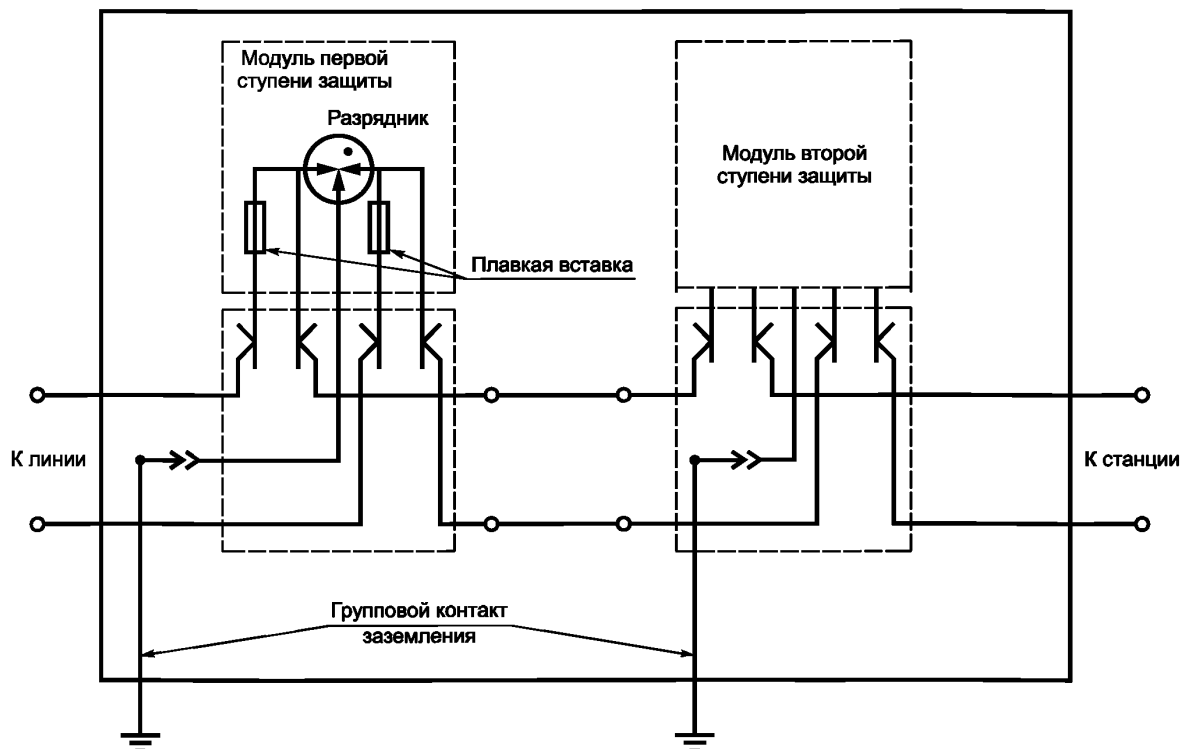 Модуль первой
ступени защиты
Разрядник
Модуль второй
ступени защиты
Плавкая вставка
К линии
К станции
Групповой контакт
заземления